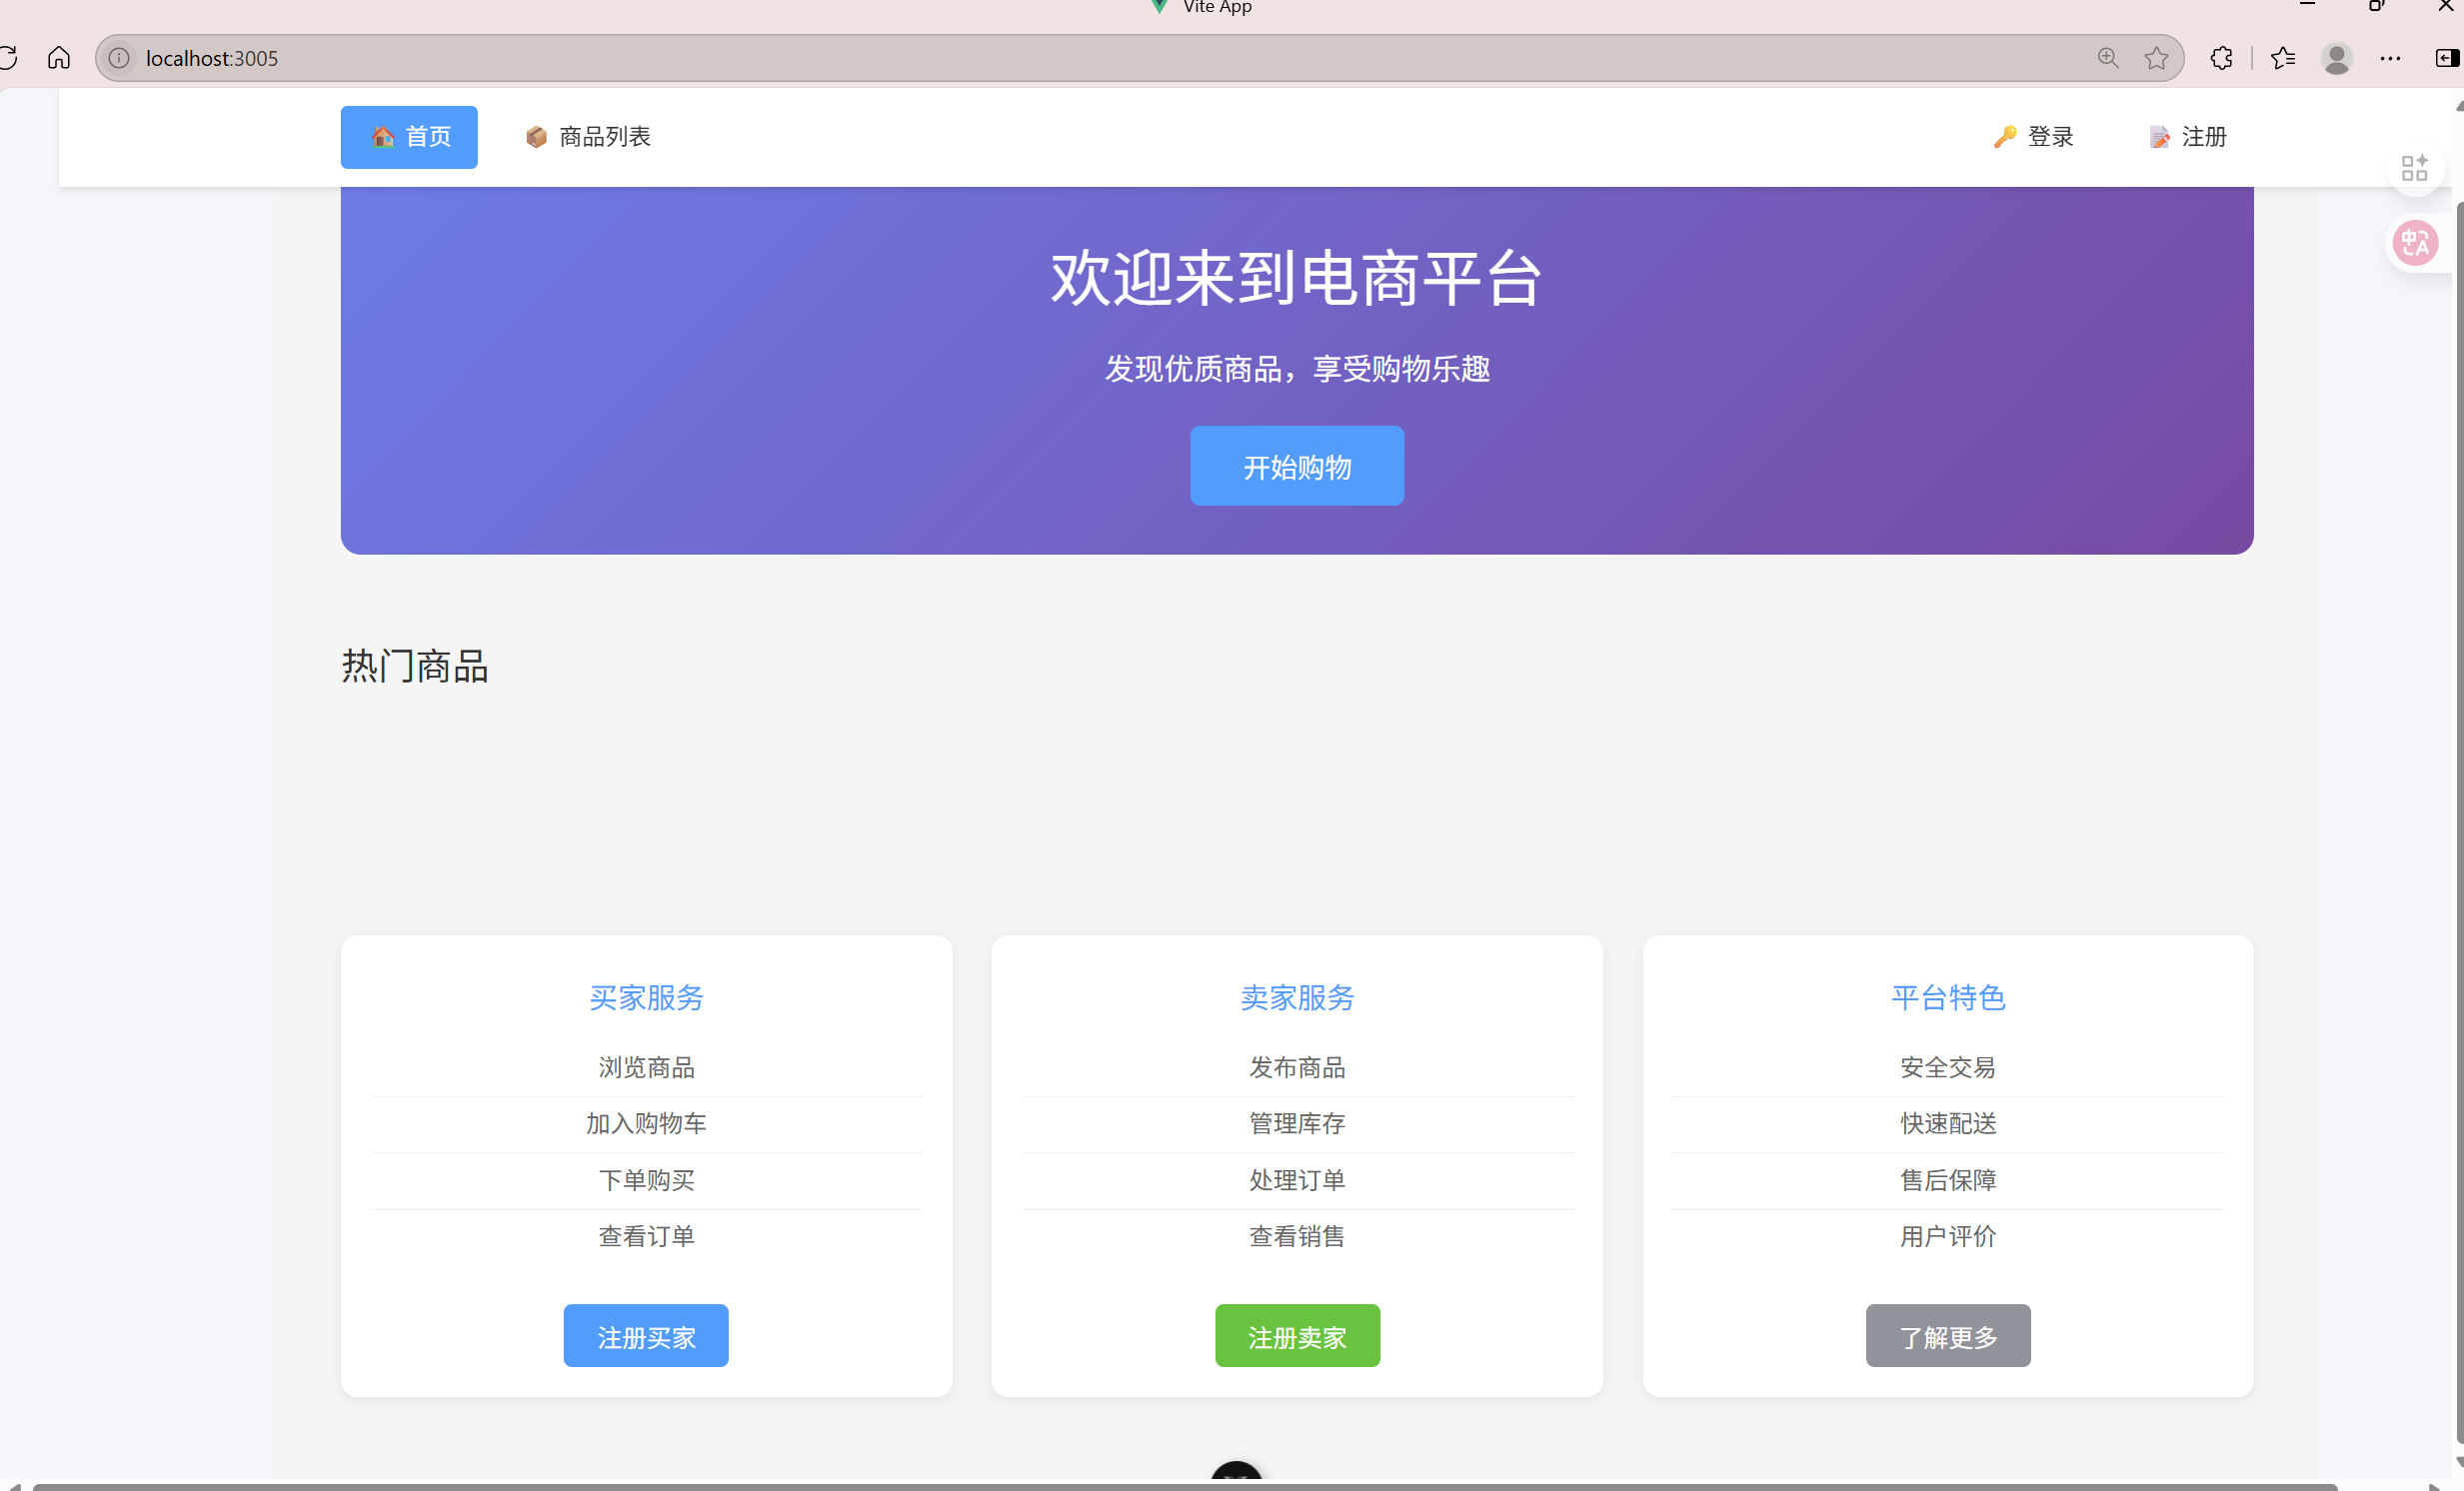 Vite App
localhost:3005
首页 商品列表 登录 注册
中A
欢迎来到电商平台
发现优质商品，享受购物乐趣
开始购物
热门商品
买家服务
浏览商品
加入购物车
下单购买
查看订单
注册买家
卖家服务
发布商品
管理库存
处理订单
查看销售
注册卖家
平台特色
安全交易
快速配送
售后保障
用户评价
了解更多